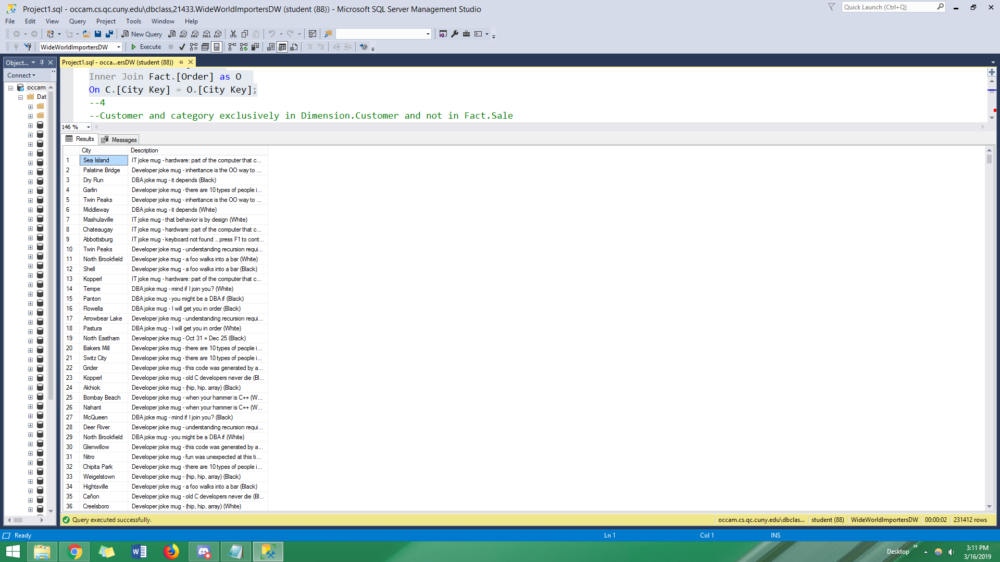 Project1.sql - occam.cs.qc.cuny.edu\dbclass,21433.WideWorldImportersDW (student (88)) - Microsoft SQL Server Management Studio
Quick Launch (Ctrl+Q)
File Edit View Query Project Tools Window Help
New Query
WideWorldImportersDW Execute
Object... Project1.sql - occa...ersDW (student (88))
Connect
occam
Dat
Inner Join Fact.[Order] as O
On C.[City Key] = O.[City Key];
--4
--Customer and category exclusively in Dimension.Customer and not in Fact.Sale
146 %
Results Messages
City Description
1 Sea Island IT joke mug - hardware: part of the computer that c...
2 Palatine Bridge Developer joke mug - inheritance is the OO way to ...
3 Dry Run DBA joke mug - it depends (Black)
4 Garlin Developer joke mug - there are 10 types of people i...
5 Twin Peaks Developer joke mug - inheritance is the OO way to ...
6 Middleway DBA joke mug - it depends (White)
7 Mashulaville IT joke mug - that behavior is by design (White)
8 Chateaugay IT joke mug - hardware: part of the computer that c...
9 Abbottsburg IT joke mug - keyboard not found ... press F1 to cont...
10 Twin Peaks Developer joke mug - understanding recursion requi...
11 North Brookfield Developer joke mug - a foo walks into a bar (White)
12 Shell Developer joke mug - a foo walks into a bar (Black)
13 Kopperl IT joke mug - hardware: part of the computer that c...
14 Tempe DBA joke mug - mind if I join you? (White)
15 Panton DBA joke mug - you might be a DBA if (Black)
16 Flowella DBA joke mug - I will get you in order (Black)
17 Arrowbear Lake Developer joke mug - understanding recursion requi...
18 Pastura DBA joke mug - I will get you in order (White)
19 North Eastham Developer joke mug - Oct 31 = Dec 25 (Black)
20 Bakers Mill Developer joke mug - there are 10 types of people i...
21 Switz City Developer joke mug - there are 10 types of people i...
22 Grider Developer joke mug - this code was generated by a...
23 Kopperl Developer joke mug - old C developers never die (Bl...
24 Akhiok Developer joke mug - (hip, hip, array) (Black)
25 Bombay Beach Developer joke mug - when your hammer is C++ (W...
26 Nahant Developer joke mug - when your hammer is C++ (W...
27 McQueen DBA joke mug - mind if I join you? (Black)
28 Deer River Developer joke mug - understanding recursion requi...
29 North Brookfield DBA joke mug - you might be a DBA if (White)
30 Glenwillow Developer joke mug - this code was generated by a...
31 Nitro Developer joke mug - fun was unexpected at this ti...
32 Chipita Park Developer joke mug - there are 10 types of people i...
33 Weigelstown Developer joke mug - (hip, hip, array) (Black)
34 Hightsville Developer joke mug - a foo walks into a bar (Black)
35 Cañon Developer joke mug - old C developers never die (Bl...
36 Creelsboro Developer joke mug - (hip, hip, array) (White)
Query executed successfully. occam.cs.qc.cuny.edu\dbclas... student (88) WideWorldImportersDW 00:00:02 231412 rows
Ready Ln 1 Col 1 INS
Desktop
3:11 PM
3/16/2019